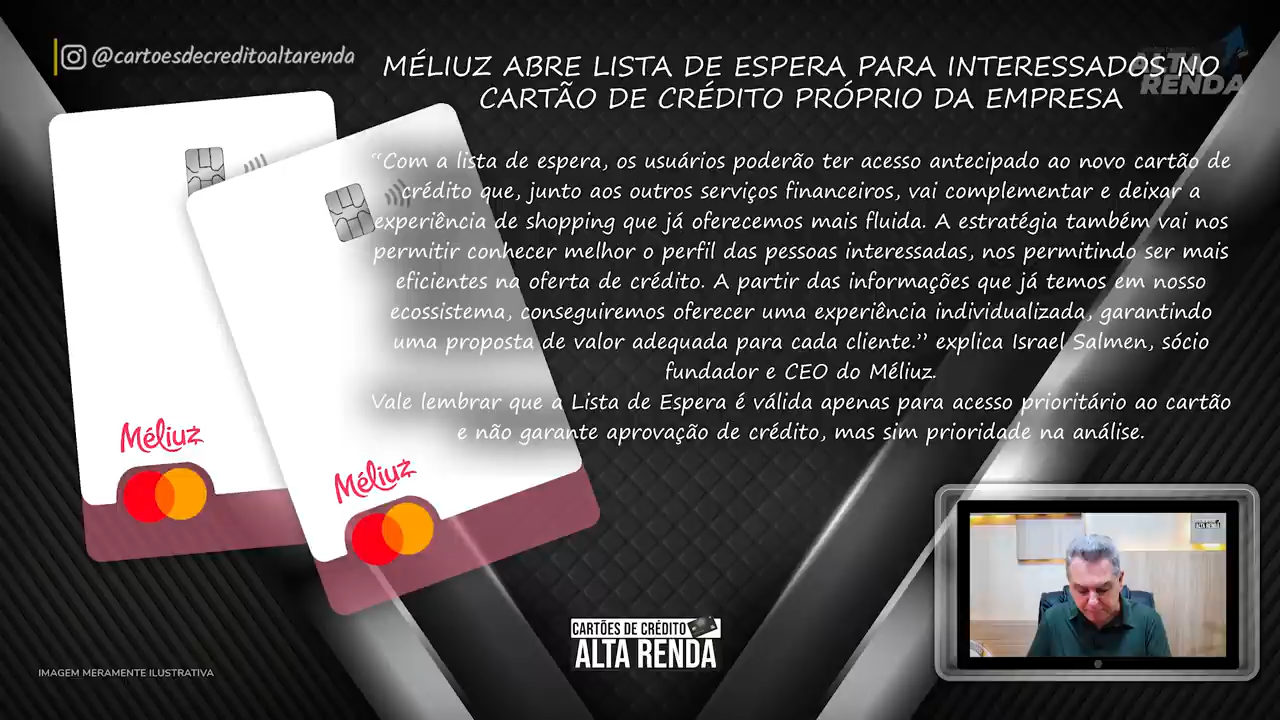 @cartoesdecreditoaltarenda
ALTA
RENDA
MÉLIUZ ABRE LISTA DE ESPERA PARA INTERESSADOS NO
CARTÃO DE CRÉDITO PRÓPRIO DA EMPRESA
“Com a lista de espera, os usuários poderão ter acesso antecipado ao novo cartão de
crédito que, junto aos outros serviços financeiros, vai complementar e deixar a
experiência de shopping que já oferecemos mais fluida. A estratégia também vai nos
permitir conhecer melhor o perfil das pessoas interessadas, nos permitindo ser mais
eficientes na oferta de crédito. A partir das informações que já temos em nosso
ecossistema, conseguiremos oferecer uma experiência individualizada, garantindo
uma proposta de valor adequada para cada cliente.” explica Israel Salmen, sócio
fundador e CEO do Méliuz.
Vale lembrar que a Lista de Espera é válida apenas para acesso prioritário ao cartão
e não garante aprovação de crédito, mas sim prioridade na análise.
Méliuz
Méliuz
CARTÕES DE CRÉDITO
ALTA RENDA
IMAGEM MERAMENTE ILUSTRATIVA